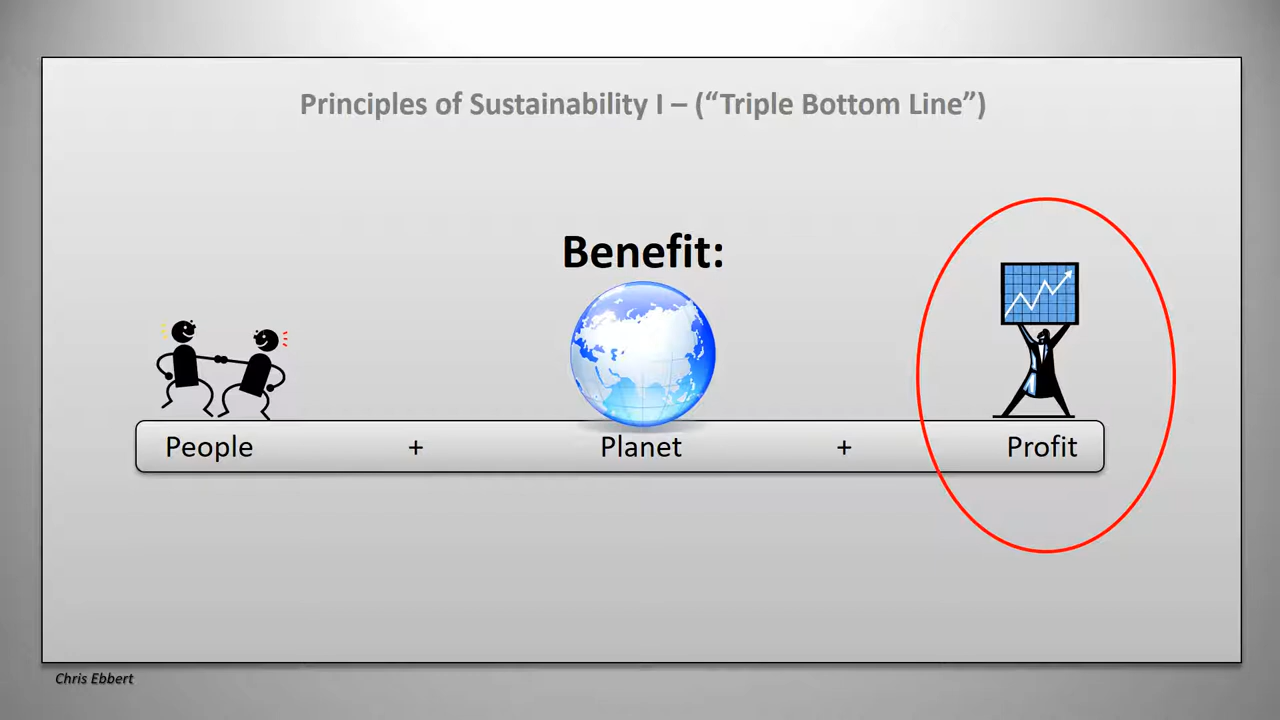 Principles of Sustainability I – (“Triple Bottom Line”)
Benefit:
People + Planet + Profit
Chris Ebbert